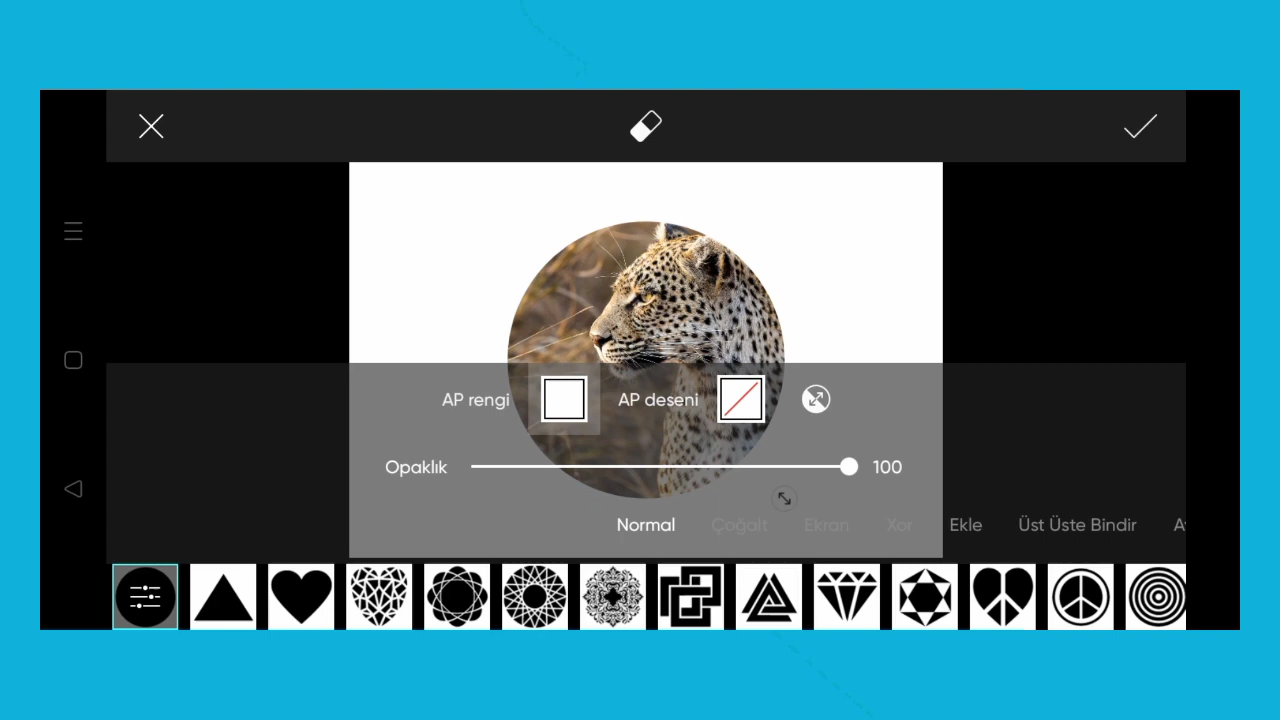 AP rengi AP deseni
Opaklık 100
Normal Çoğalt Ekran Xor Ekle Üst Üste Bindir